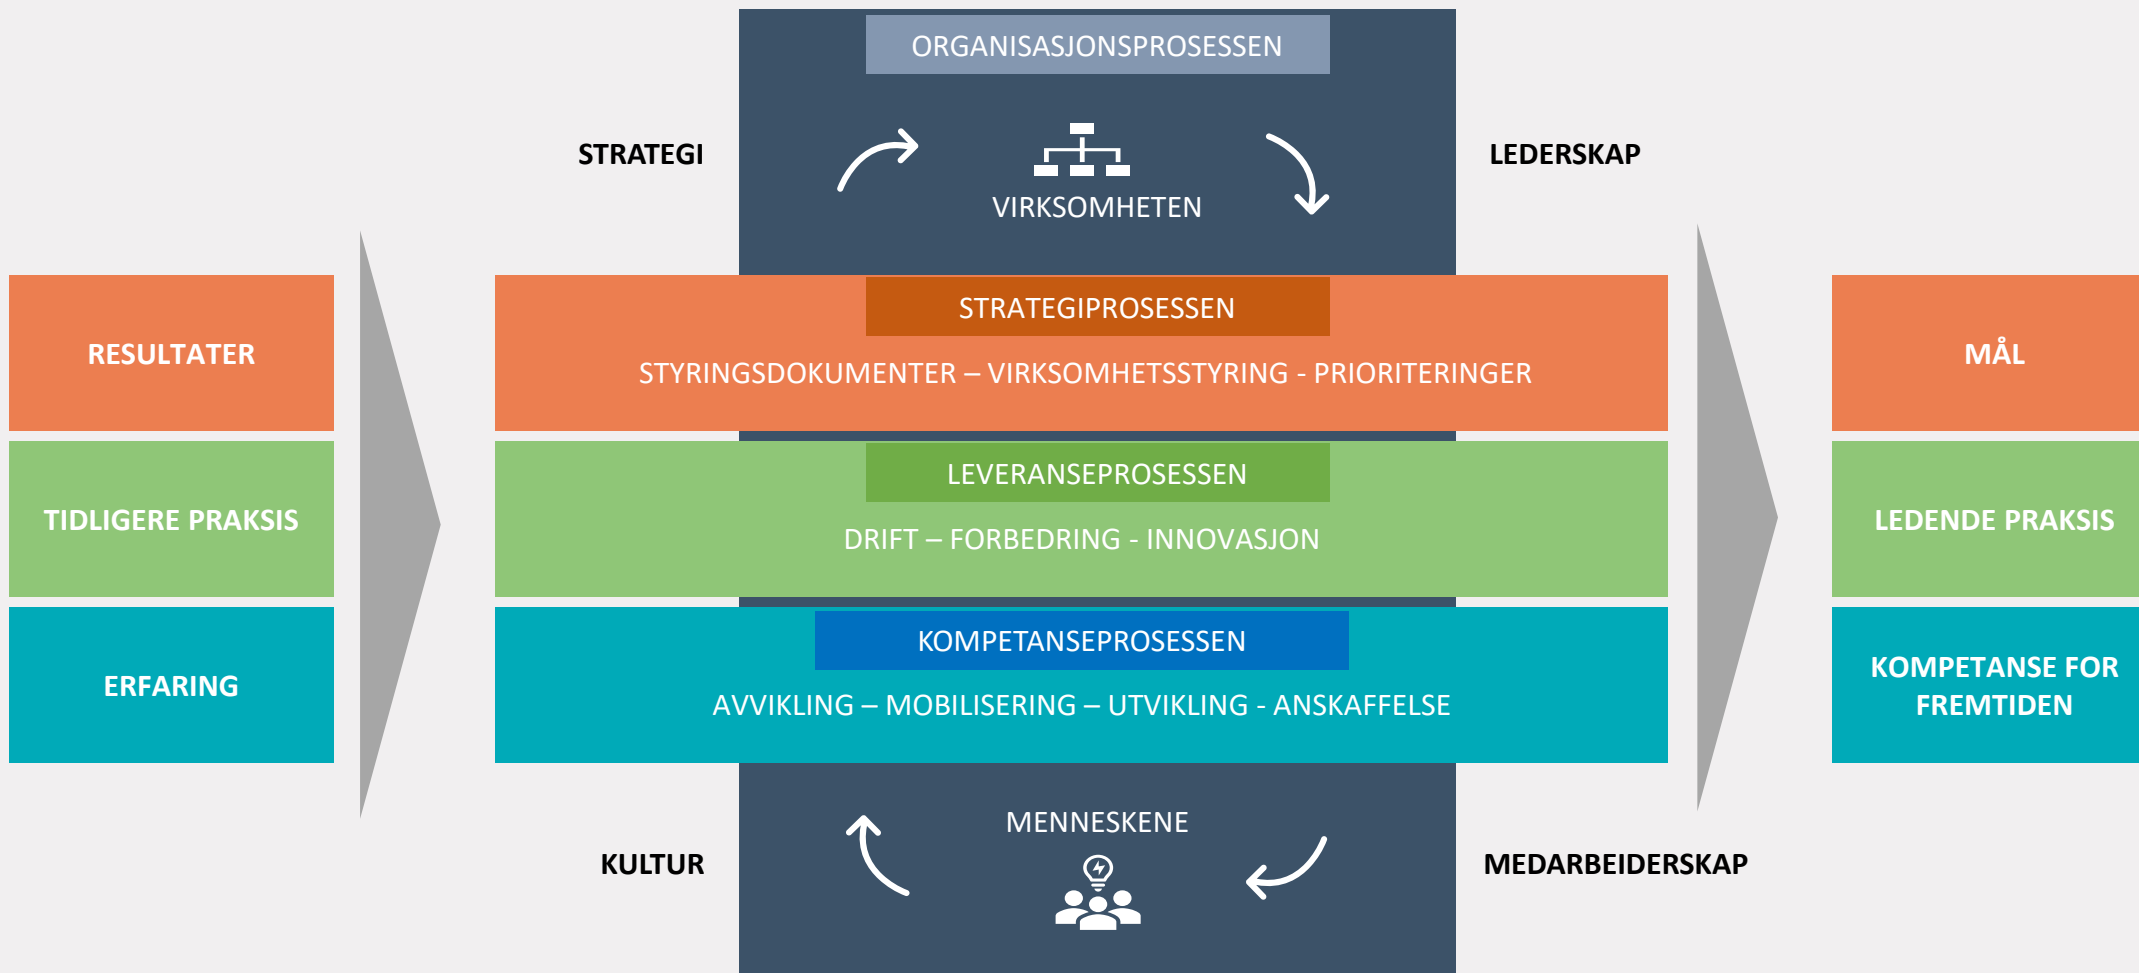 ORGANISASJONSPROSESSEN
STRATEGI
LEDERSKAP
VIRKSOMHETEN
RESULTATER
STRATEGIPROSESSEN
STYRINGSDOKUMENTER – VIRKSOMHETSSTYRING - PRIORITERINGER
MÅL
TIDLIGERE PRAKSIS
LEVERANSEPROSESSEN
DRIFT – FORBEDRING - INNOVASJON
LEDENDE PRAKSIS
ERFARING
KOMPETANSEPROSESSEN
AVVIKLING – MOBILISERING – UTVIKLING - ANSKAFFELSE
KOMPETANSE FOR
FREMTIDEN
MENNESKENE
KULTUR
MEDARBEIDERSKAP